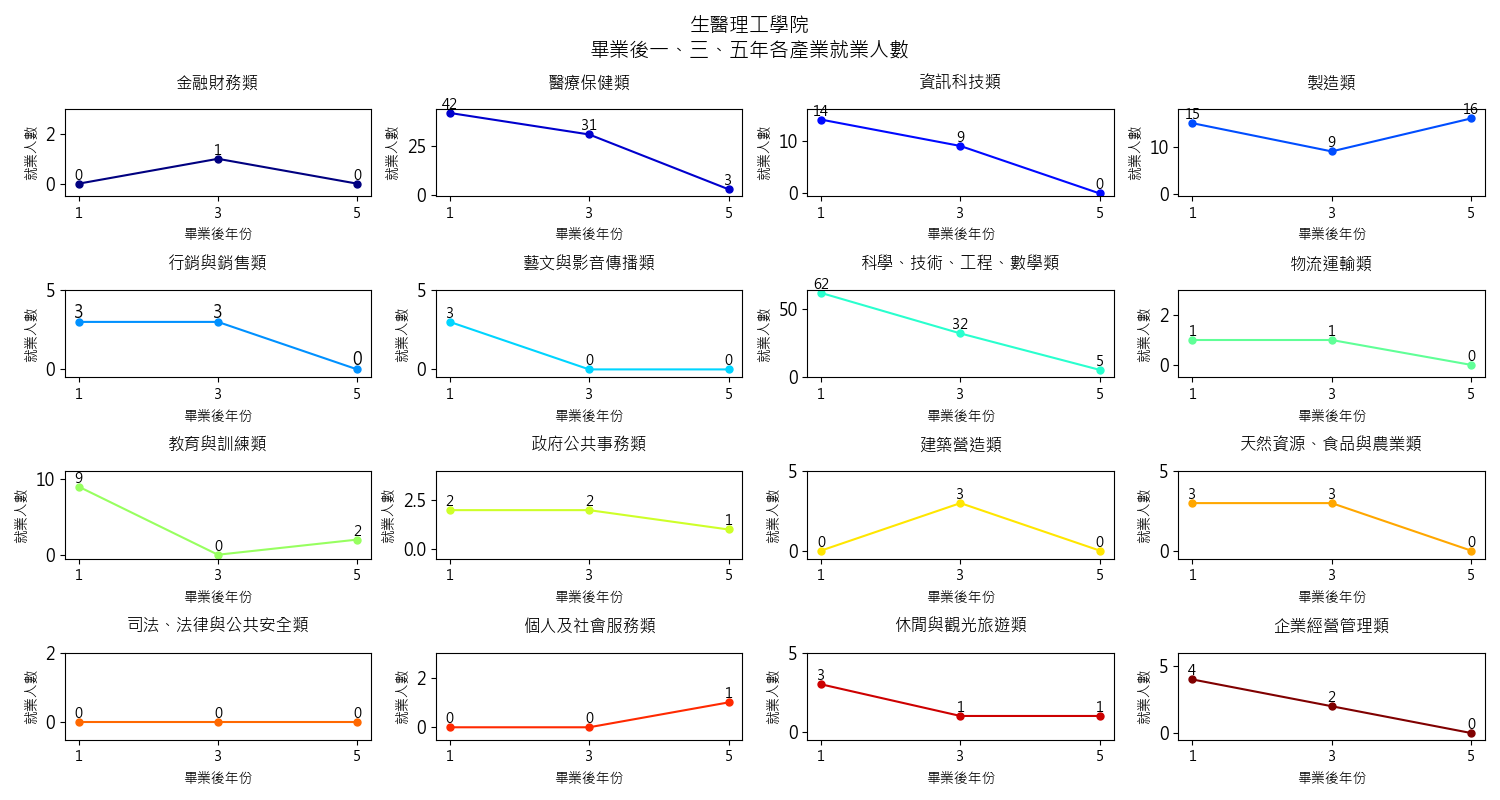 生醫理工學院
畢業後一、三、五年各產業就業人數
金融財務類
醫療保健類
資訊科技類
製造類
就業人數
2
0
0
1
0
1
3
5
畢業後年份
就業人數
25
0
42
31
3
1
3
5
畢業後年份
就業人數
10
0
14
9
0
1
3
5
畢業後年份
就業人數
10
0
15
9
16
1
3
5
畢業後年份
行銷與銷售類
藝文與影音傳播類
科學、技術、工程、數學類
物流運輸類
就業人數
5
0
3
3
0
1
3
5
畢業後年份
就業人數
5
0
3
0
0
1
3
5
畢業後年份
就業人數
50
0
62
32
5
1
3
5
畢業後年份
就業人數
2
0
1
1
0
1
3
5
畢業後年份
教育與訓練類
政府公共事務類
建築營造類
天然資源、食品與農業類
就業人數
10
0
9
0
2
1
3
5
畢業後年份
就業人數
2.5
0.0
2
2
1
1
3
5
畢業後年份
就業人數
5
0
0
3
0
1
3
5
畢業後年份
就業人數
5
0
3
3
0
1
3
5
畢業後年份
司法、法律與公共安全類
個人及社會服務類
休閒與觀光旅遊類
企業經營管理類
就業人數
2
0
0
0
0
1
3
5
畢業後年份
就業人數
2
0
0
0
1
1
3
5
畢業後年份
就業人數
5
0
3
1
1
1
3
5
畢業後年份
就業人數
5
0
4
2
0
1
3
5
畢業後年份